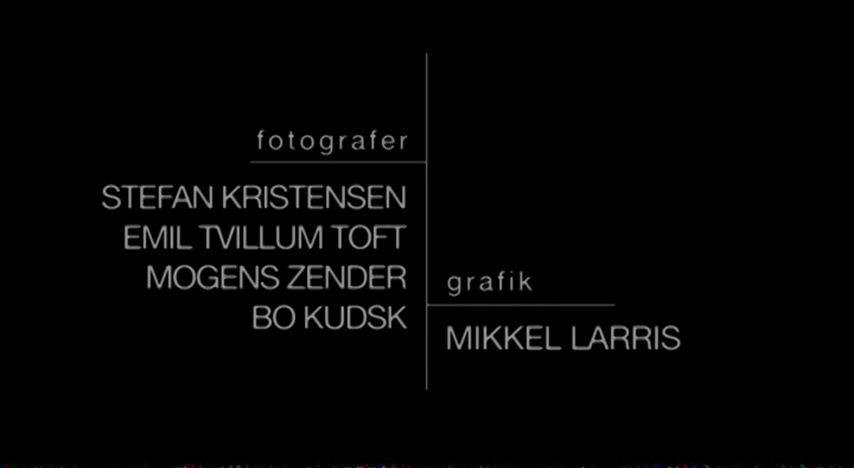 fotografer
STEFAN KRISTENSEN
EMIL TVILLUM TOFT
MOGENS ZENDER
BO KUDSK
grafik
MIKKEL LARRIS